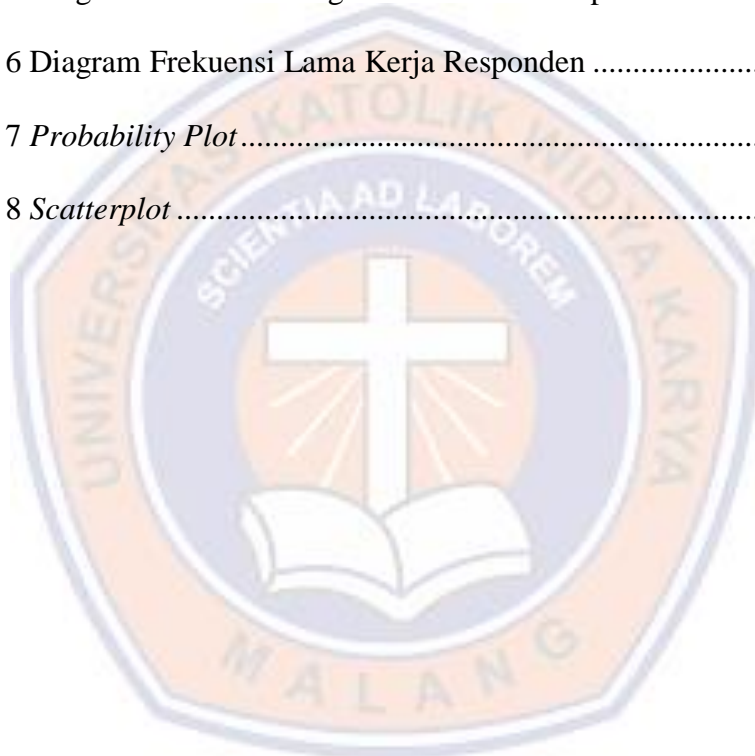 6 Diagram Frekuensi Lama Kerja Responden ....................
7 Probability Plot ................................................................
8 Scatterplot ........................................................................
UNIVERSITAS KATOLIK WIDYA KARYA
SCIENTIA AD LABOREM
MALANG